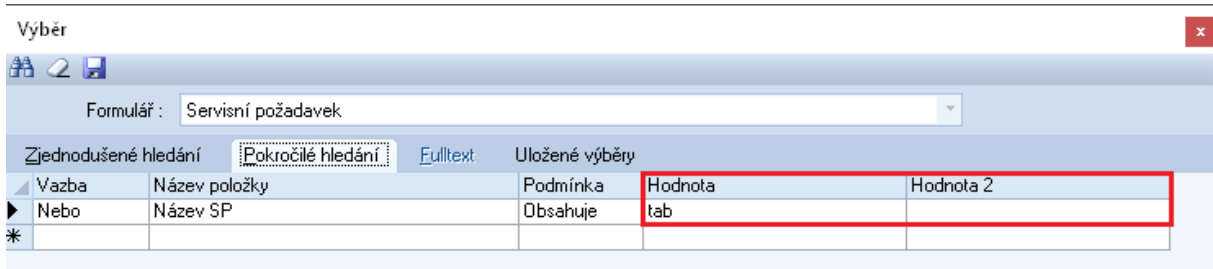 Výběr
x
Formulář : Servisní požadavek
Zjednodušené hledání Pokročilé hledání Fulltext Uložené výběry
Vazba Název položky Podmínka Hodnota Hodnota 2
Nebo Název SP Obsahuje tab